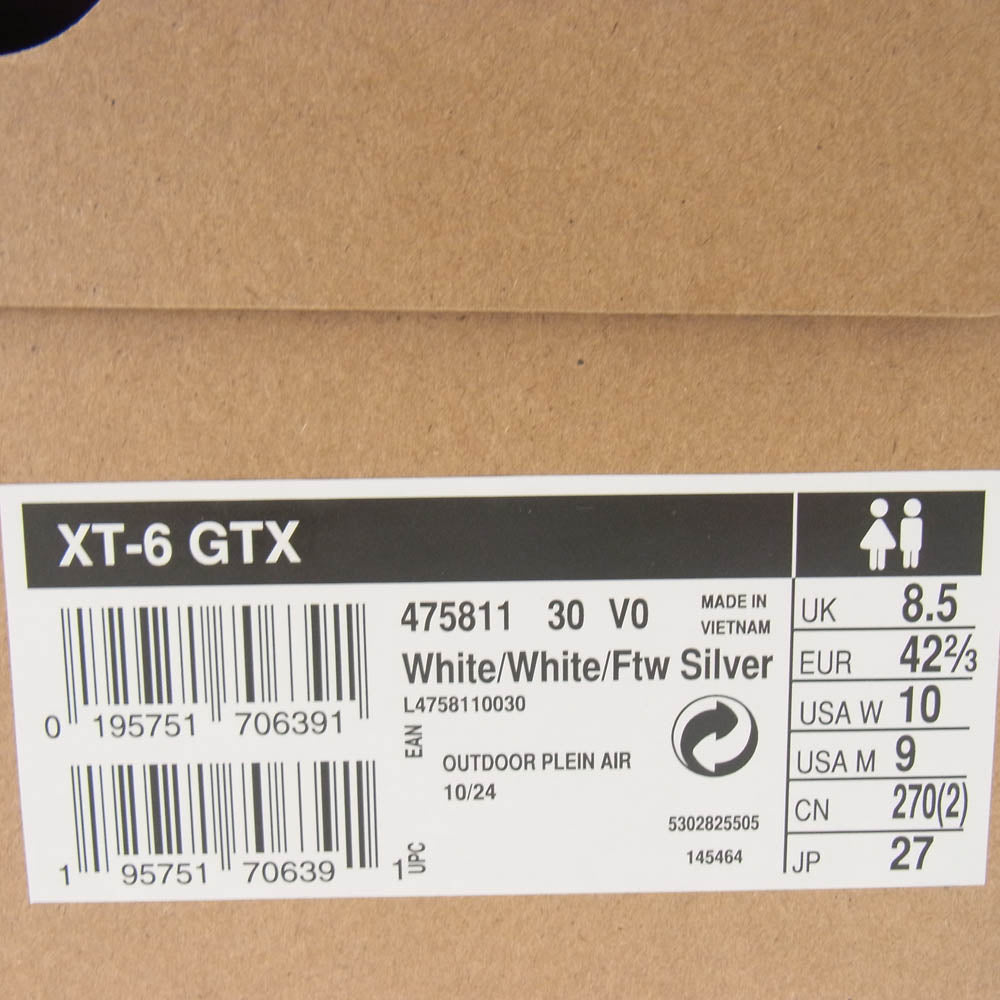 XT-6 GTX
475811 30 V0
MADE IN
VIETNAM
White/White/Ftw Silver
L4758110030
0 195751 706391
EAN
OUTDOOR PLEIN AIR
10/24
5302825505
145464
1 95751 70639 1
UPC
UK 8.5
EUR 42⅔
USA W 10
USA M 9
CN 270(2)
JP 27